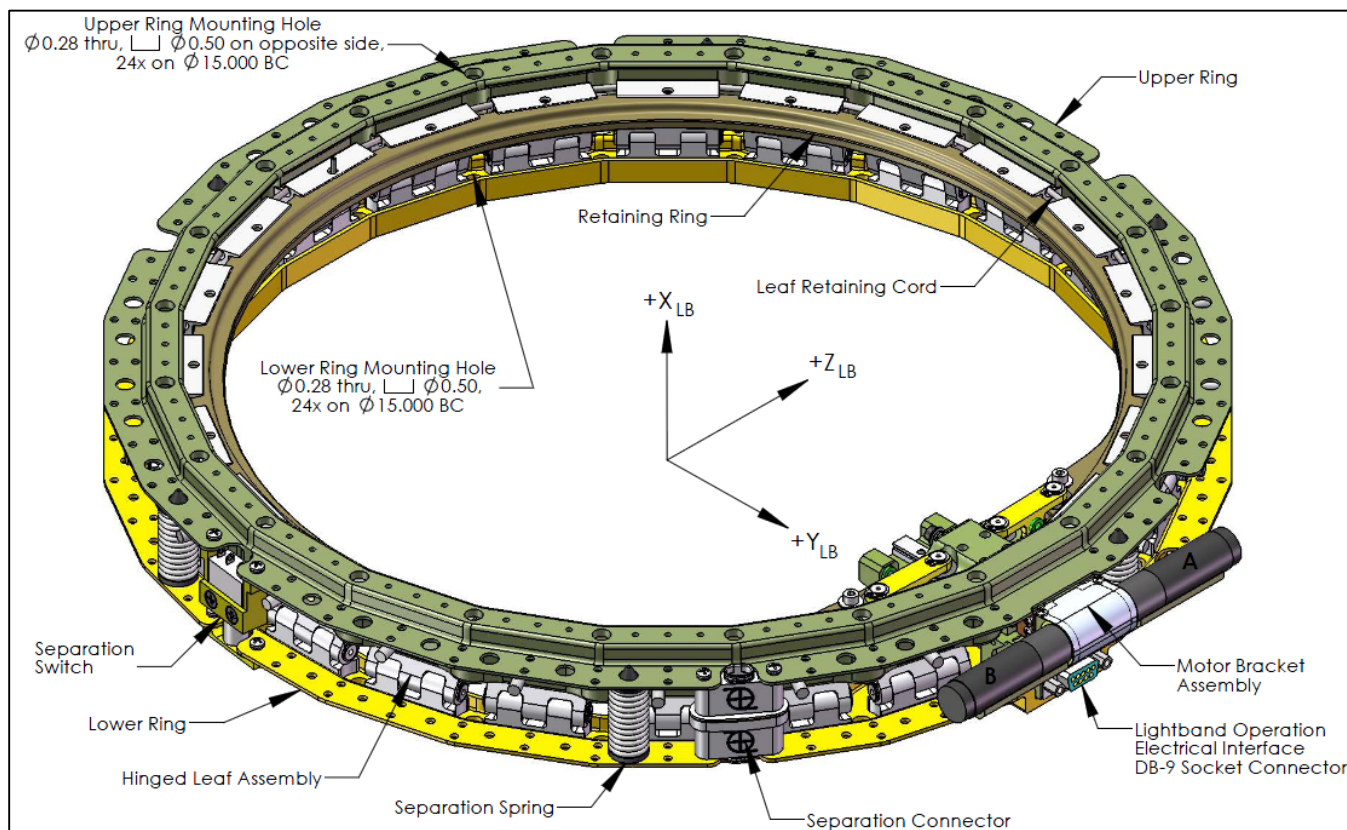 Upper Ring Mounting Hole
Ø0.28 thru, ⌴ Ø0.50 on opposite side,
24x on Ø15.000 BC
Upper Ring
Retaining Ring
Leaf Retaining Cord
+X LB
+Z LB
+Y LB
Lower Ring Mounting Hole
Ø0.28 thru, ⌴ Ø0.50,
24x on Ø15.000 BC
A
B
Separation
Switch
Lower Ring
Hinged Leaf Assembly
Separation Spring
Separation Connector
Motor Bracket
Assembly
Lightband Operation
Electrical Interface
DB-9 Socket Connector